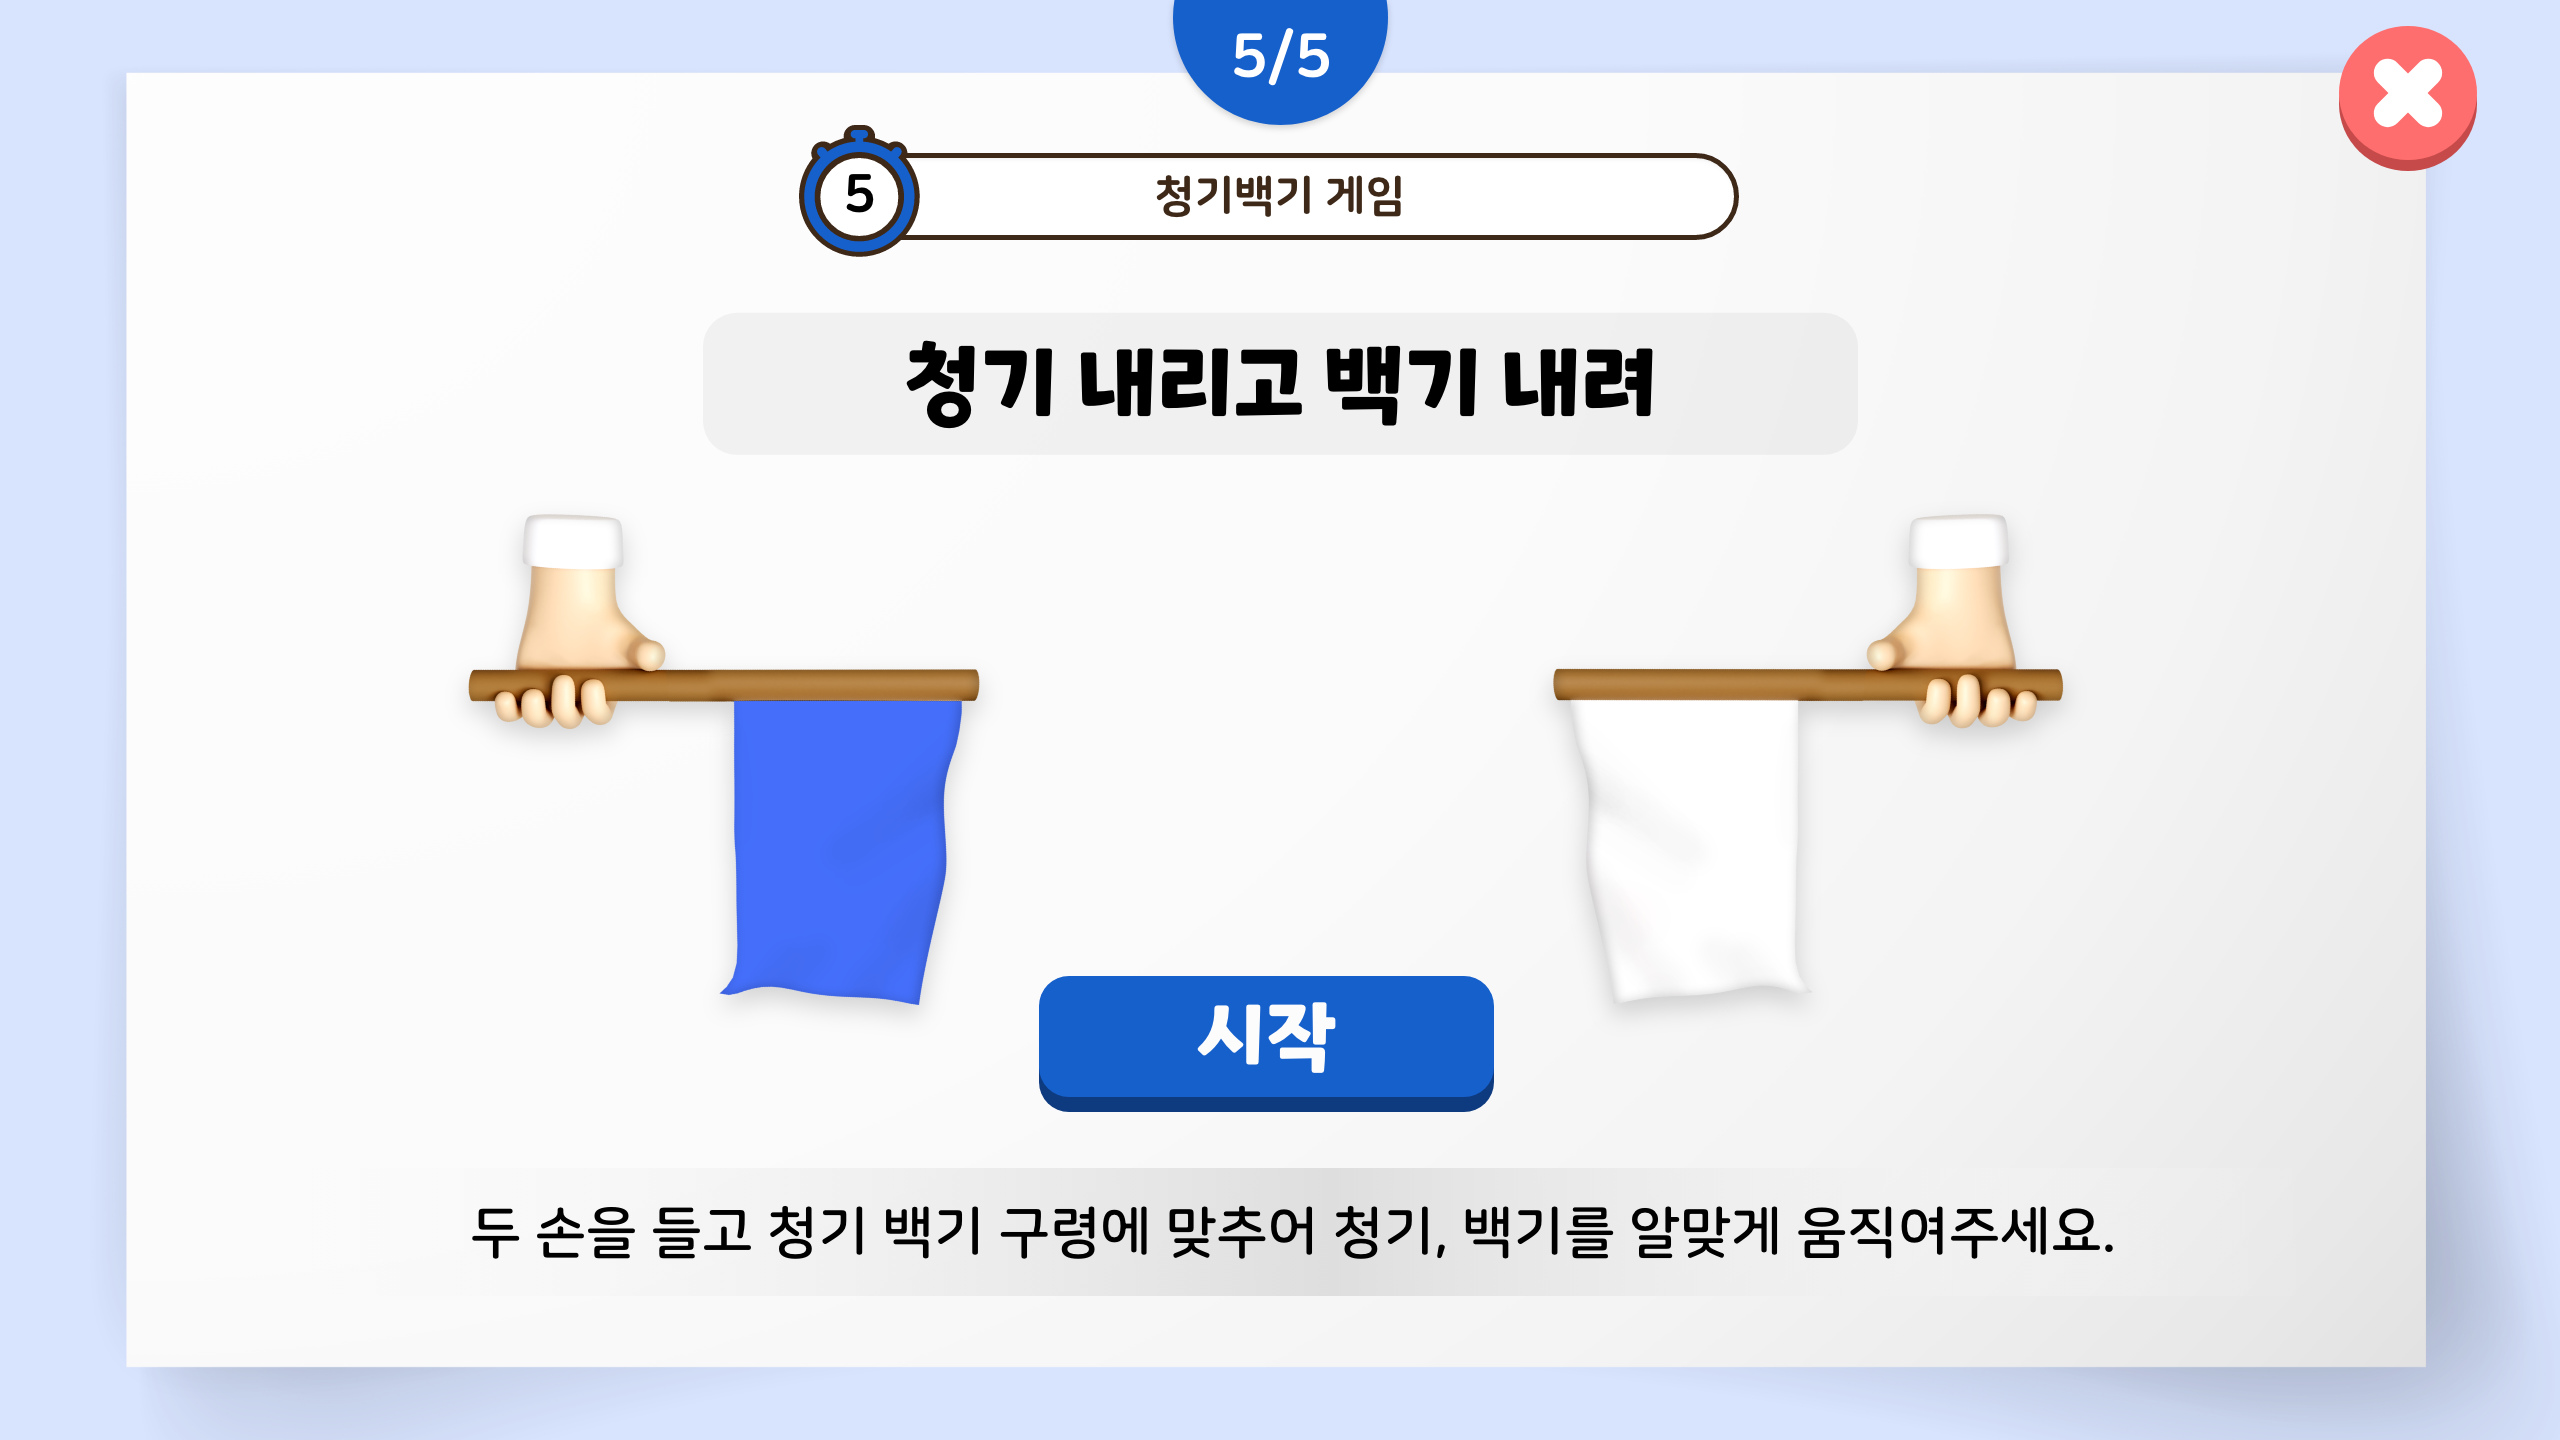 5/5
5
청기백기 게임
청기 내리고 백기 내려
시작
두 손을 들고 청기 백기 구령에 맞추어 청기, 백기를 알맞게 움직여주세요.